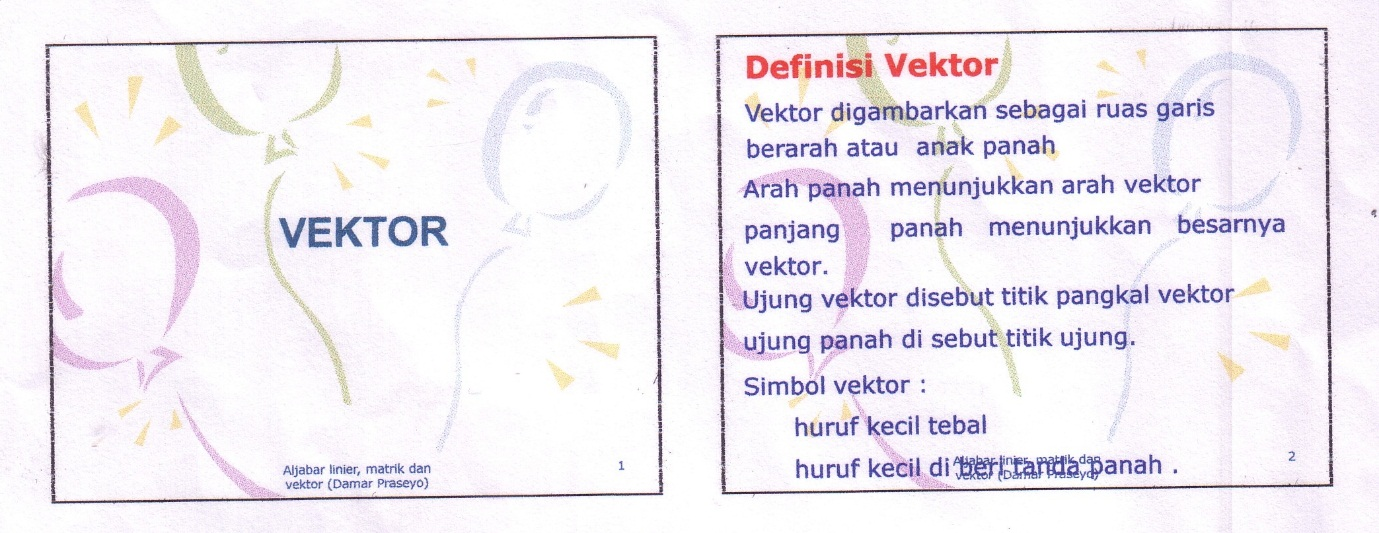 VEKTOR
Aljabar linier, matrik dan
vektor (Damar Praseyo)
1
Definisi Vektor
Vektor digambarkan sebagai ruas garis
berarah atau anak panah
Arah panah menunjukkan arah vektor
panjang panah menunjukkan besarnya
vektor.
Ujung vektor disebut titik pangkal vektor
ujung panah di sebut titik ujung.
Simbol vektor :
huruf kecil tebal
huruf kecil di beri tanda panah .
Aljabar linier, matrik dan
vektor (Damar Praseyo)
2